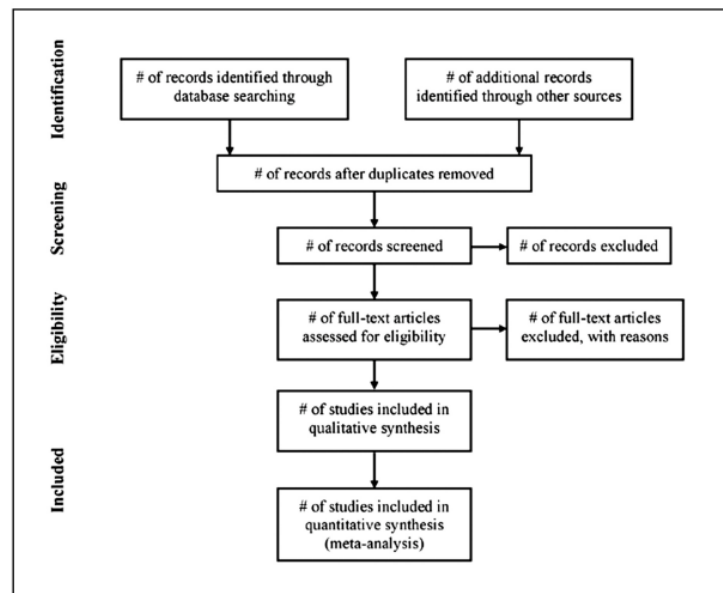 Identification
# of records identified through
database searching
# of additional records
identified through other sources
# of records after duplicates removed
Screening
# of records screened
# of records excluded
Eligibility
# of full-text articles
assessed for eligibility
# of full-text articles
excluded, with reasons
Included
# of studies included in
qualitative synthesis
# of studies included in
quantitative synthesis
(meta-analysis)